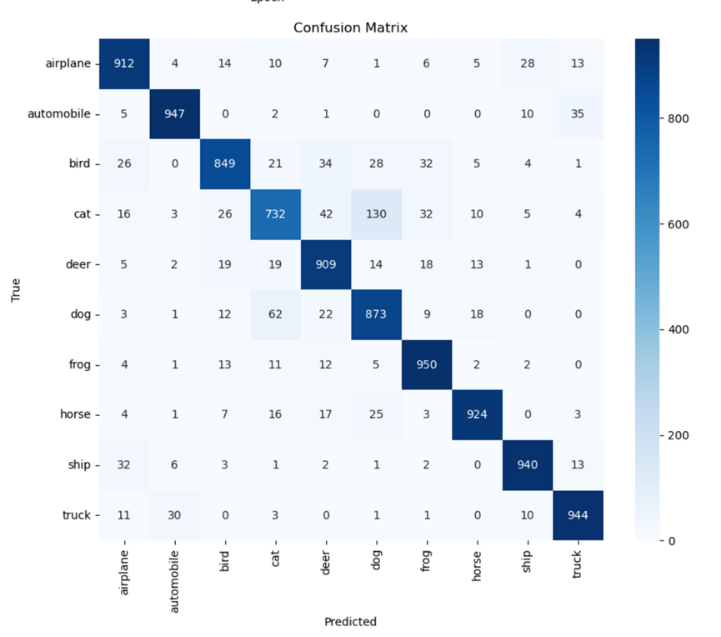 Epoch
Confusion Matrix
airplane 912 4 14 10 7 1 6 5 28 13
automobile 5 947 0 2 1 0 0 0 10 35
bird 26 0 849 21 34 28 32 5 4 1
cat 16 3 26 732 42 130 32 10 5 4
deer 5 2 19 19 909 14 18 13 1 0
dog 3 1 12 62 22 873 9 18 0 0
frog 4 1 13 11 12 5 950 2 2 0
horse 4 1 7 16 17 25 3 924 0 3
ship 32 6 3 1 2 1 2 0 940 13
truck 11 30 0 3 0 1 1 0 10 944
airplane automobile bird cat deer dog frog horse ship truck
Predicted
True
800
600
400
200
0